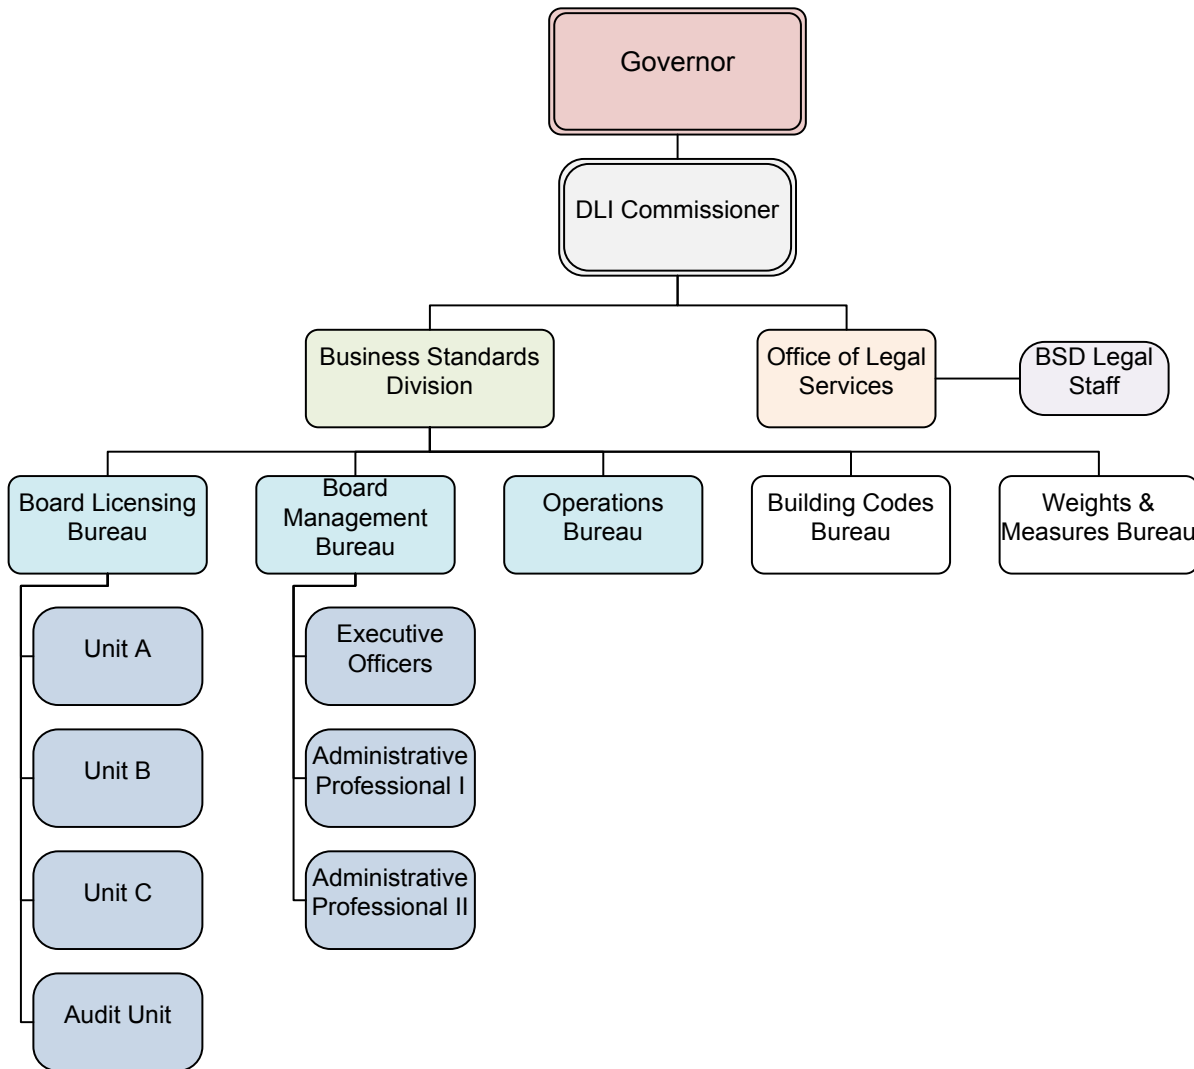 Governor
DLI Commissioner
Business Standards
Division
Office of Legal
Services
BSD Legal
Staff
Board Licensing
Bureau
Board
Management
Bureau
Operations
Bureau
Building Codes
Bureau
Weights &
Measures Bureau
Unit A
Unit B
Unit C
Audit Unit
Executive
Officers
Administrative
Professional I
Administrative
Professional II